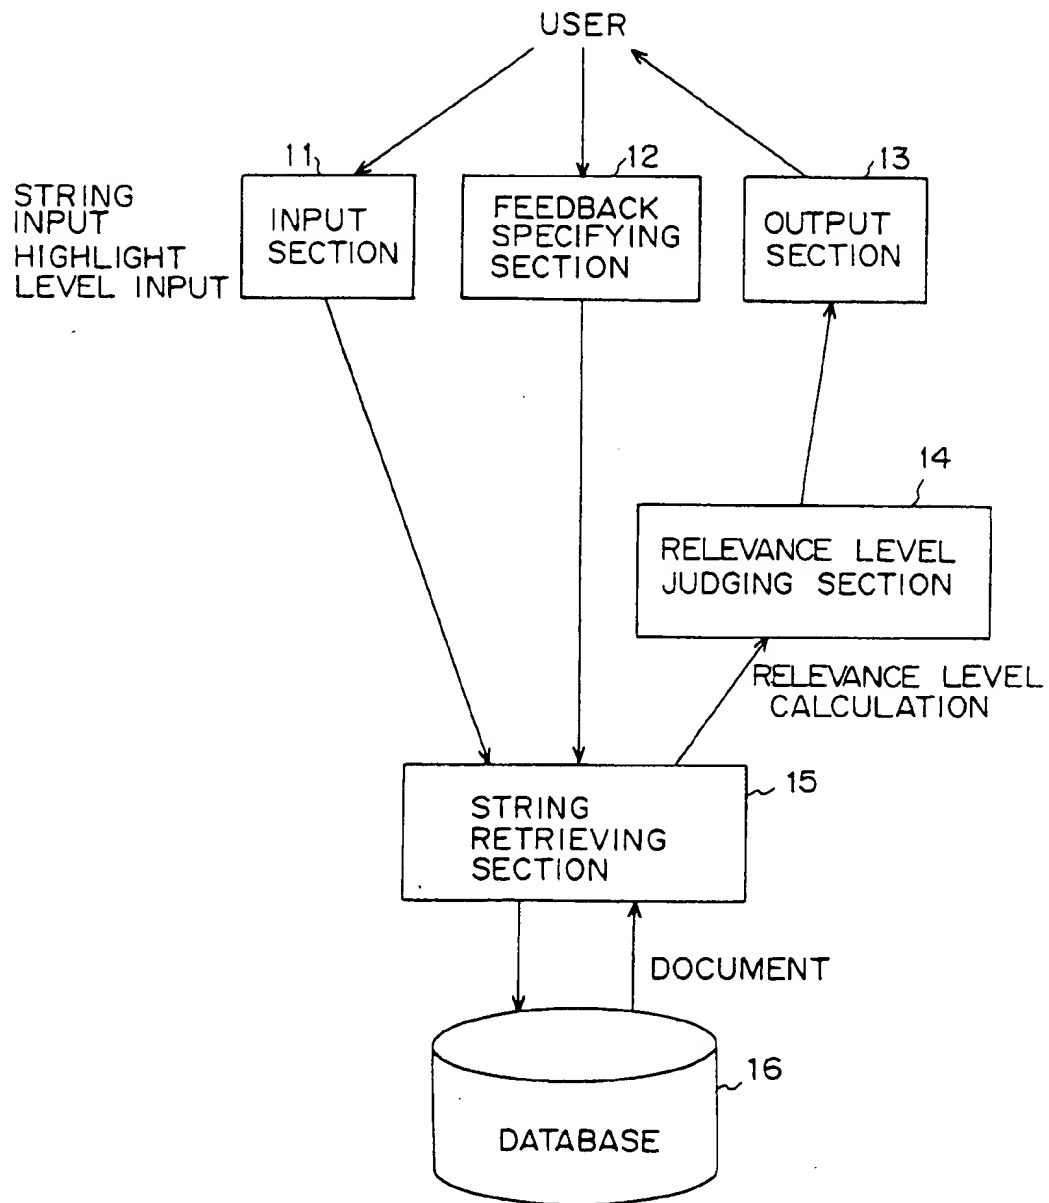 USER
11
12
13
STRING
INPUT
HIGHLIGHT
LEVEL INPUT
INPUT
SECTION
FEEDBACK
SPECIFYING
SECTION
OUTPUT
SECTION
14
RELEVANCE LEVEL
JUDGING SECTION
RELEVANCE LEVEL
CALCULATION
15
STRING
RETRIEVING
SECTION
DOCUMENT
16
DATABASE